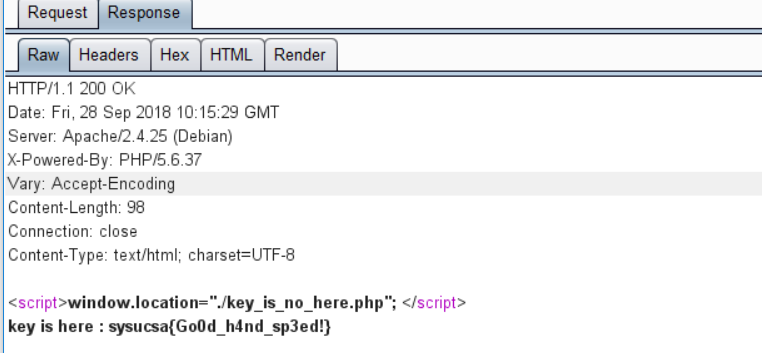 Request Response
Raw Headers Hex HTML Render
HTTP/1.1 200 OK
Date: Fri, 28 Sep 2018 10:15:29 GMT
Server: Apache/2.4.25 (Debian)
X-Powered-By: PHP/5.6.37
Vary: Accept-Encoding
Content-Length: 98
Connection: close
Content-Type: text/html; charset=UTF-8
<script>window.location="./key_is_no_here.php"; </script>
key is here : sysucsa{Go0d_h4nd_sp3ed!}